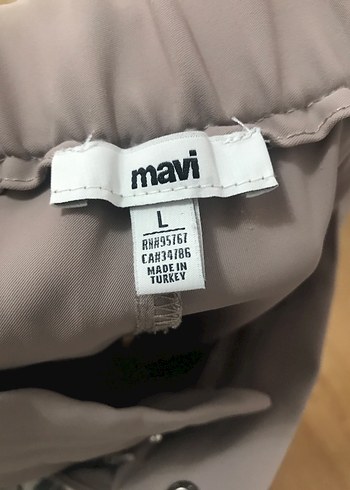 mavi
L
RN#95767
CA#34786
MADE IN
TURKEY